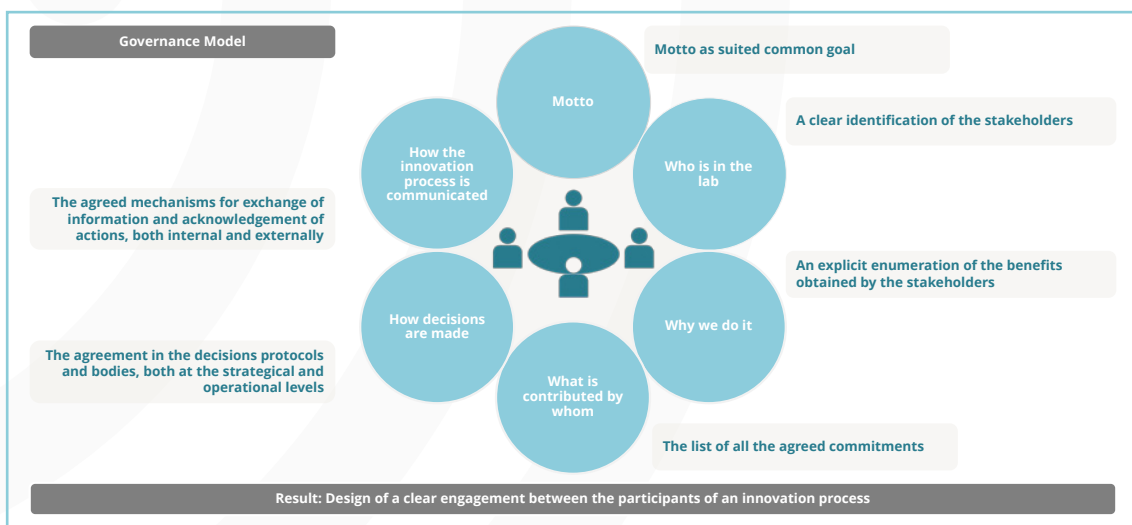 Governance Model
Motto
Motto as suited common goal
Who is in the
lab
A clear identification of the stakeholders
Why we do it
An explicit enumeration of the benefits
obtained by the stakeholders
What is
contributed by
whom
The list of all the agreed commitments
How decisions
are made
The agreement in the decisions protocols
and bodies, both at the strategical and
operational levels
How the
innovation
process is
communicated
The agreed mechanisms for exchange of
information and acknowledgement of
actions, both internal and externally
Result: Design of a clear engagement between the participants of an innovation process